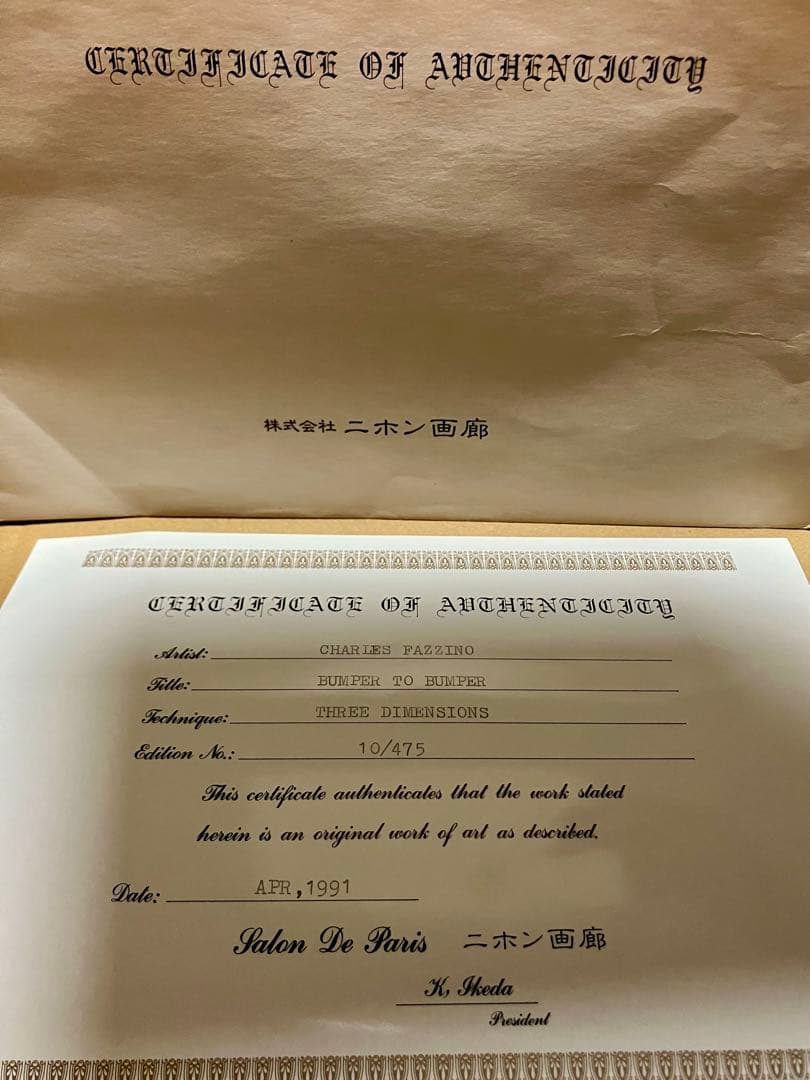 CERTIFICATE OF AUTHENTICITY
株式会社 ニホン画廊
CERTIFICATE OF AUTHENTICITY
Artist: CHARLES FAZZINO
Title: BUMPER TO BUMPER
Technique: THREE DIMENSIONS
Edition No.: 10/475
This certificate authenticates that the work stated
herein is an original work of art as described.
Date: APR,1991
Salon De Paris ニホン画廊
K, Ikeda
President